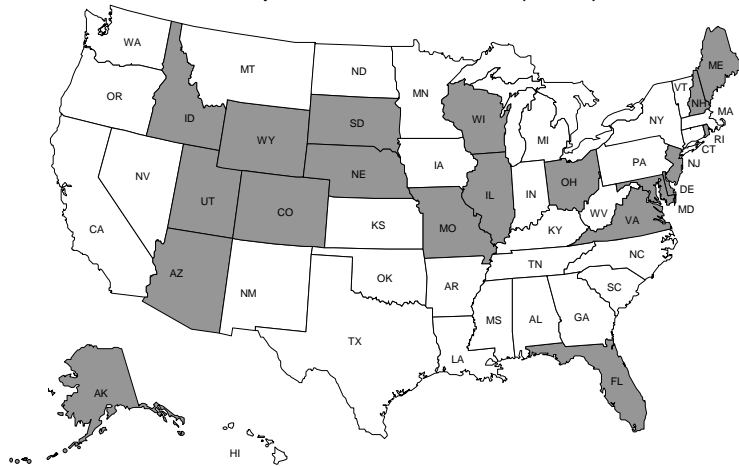 WA
MT
ND
MN
OR
ID
SD
WI
ME
VT
NH
MA
NY
RI
CT
WY
MI
IA
NE
PA
NJ
NV
UT
CO
IL
IN
OH
DE
MD
WV
VA
CA
KS
MO
KY
NC
TN
AZ
NM
OK
AR
SC
TX
MS
AL
GA
LA
FL
AK
HI